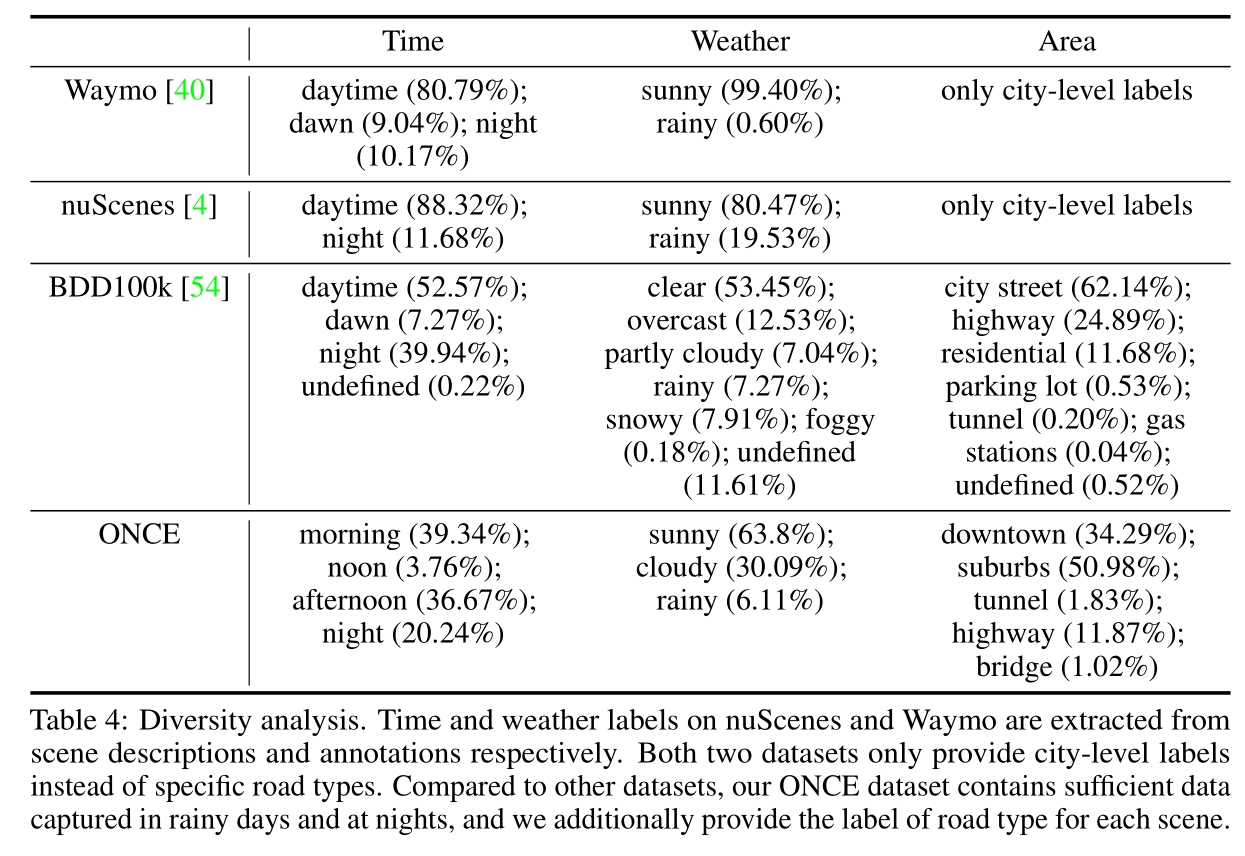 Time Weather Area
Waymo [40] daytime (80.79%); sunny (99.40%); only city-level labels
dawn (9.04%); night rainy (0.60%)
(10.17%)
nuScenes [4] daytime (88.32%); sunny (80.47%); only city-level labels
night (11.68%) rainy (19.53%)
BDD100k [54] daytime (52.57%); clear (53.45%); city street (62.14%);
dawn (7.27%); overcast (12.53%); highway (24.89%);
night (39.94%); partly cloudy (7.04%); residential (11.68%);
undefined (0.22%) rainy (7.27%); parking lot (0.53%);
snowy (7.91%); foggy tunnel (0.20%); gas
(0.18%); undefined stations (0.04%);
(11.61%) undefined (0.52%)
ONCE morning (39.34%); sunny (63.8%); downtown (34.29%);
noon (3.76%); cloudy (30.09%); suburbs (50.98%);
afternoon (36.67%); rainy (6.11%) tunnel (1.83%);
night (20.24%) highway (11.87%);
bridge (1.02%)
Table 4: Diversity analysis. Time and weather labels on nuScenes and Waymo are extracted from
scene descriptions and annotations respectively. Both two datasets only provide city-level labels
instead of specific road types. Compared to other datasets, our ONCE dataset contains sufficient data
captured in rainy days and at nights, and we additionally provide the label of road type for each scene.